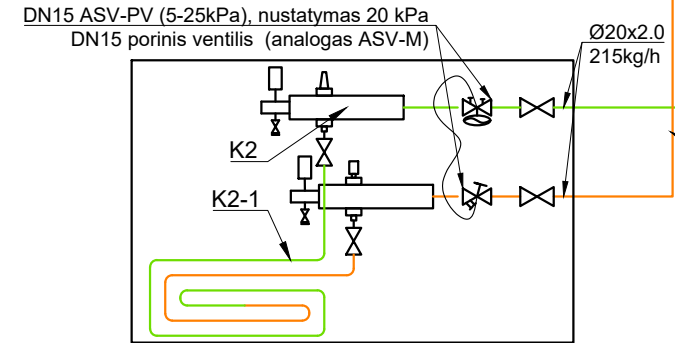 DN15 ASV-PV (5-25kPa), nustatymas 20 kPa
DN15 porinis ventilis (analogas ASV-M)
Ø20x2.0
215kg/h
K2
K2-1